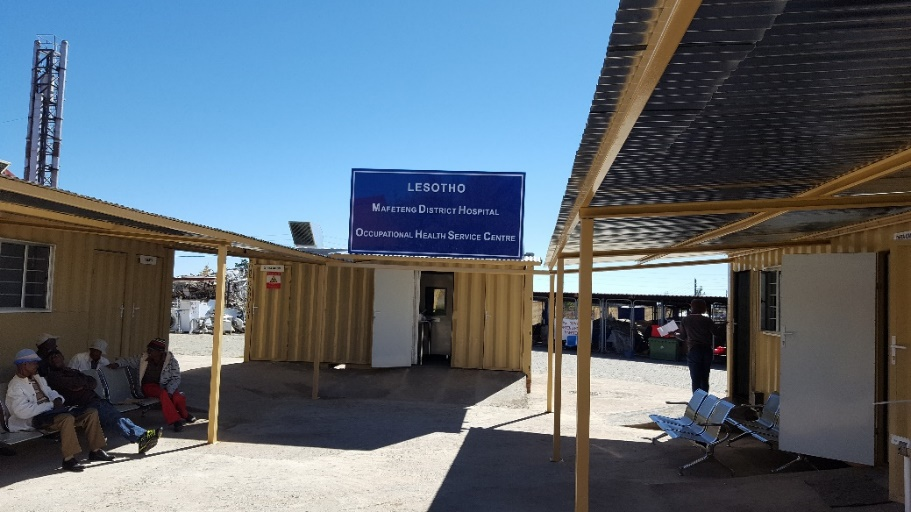 LESOTHO
MAFETENG DISTRICT HOSPITAL
OCCUPATIONAL HEALTH SERVICE CENTRE